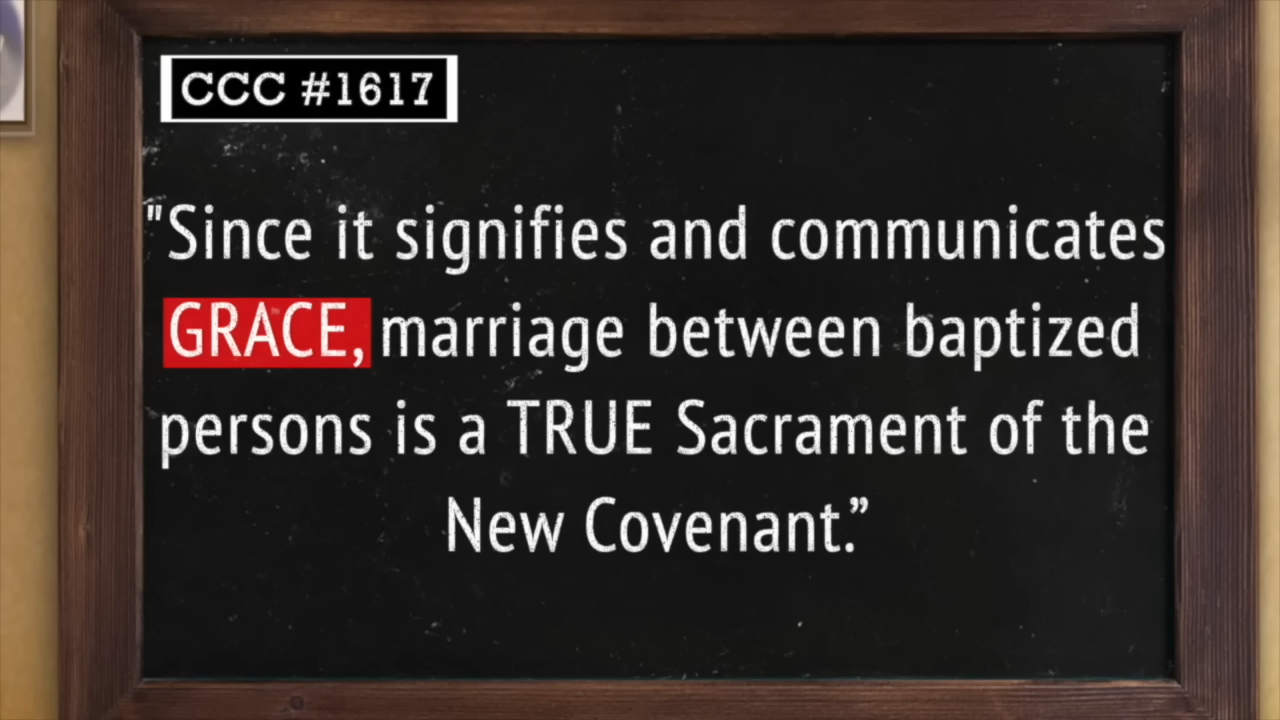 CCC #1617
"Since it signifies and communicates
GRACE, marriage between baptized
persons is a TRUE Sacrament of the
New Covenant.”